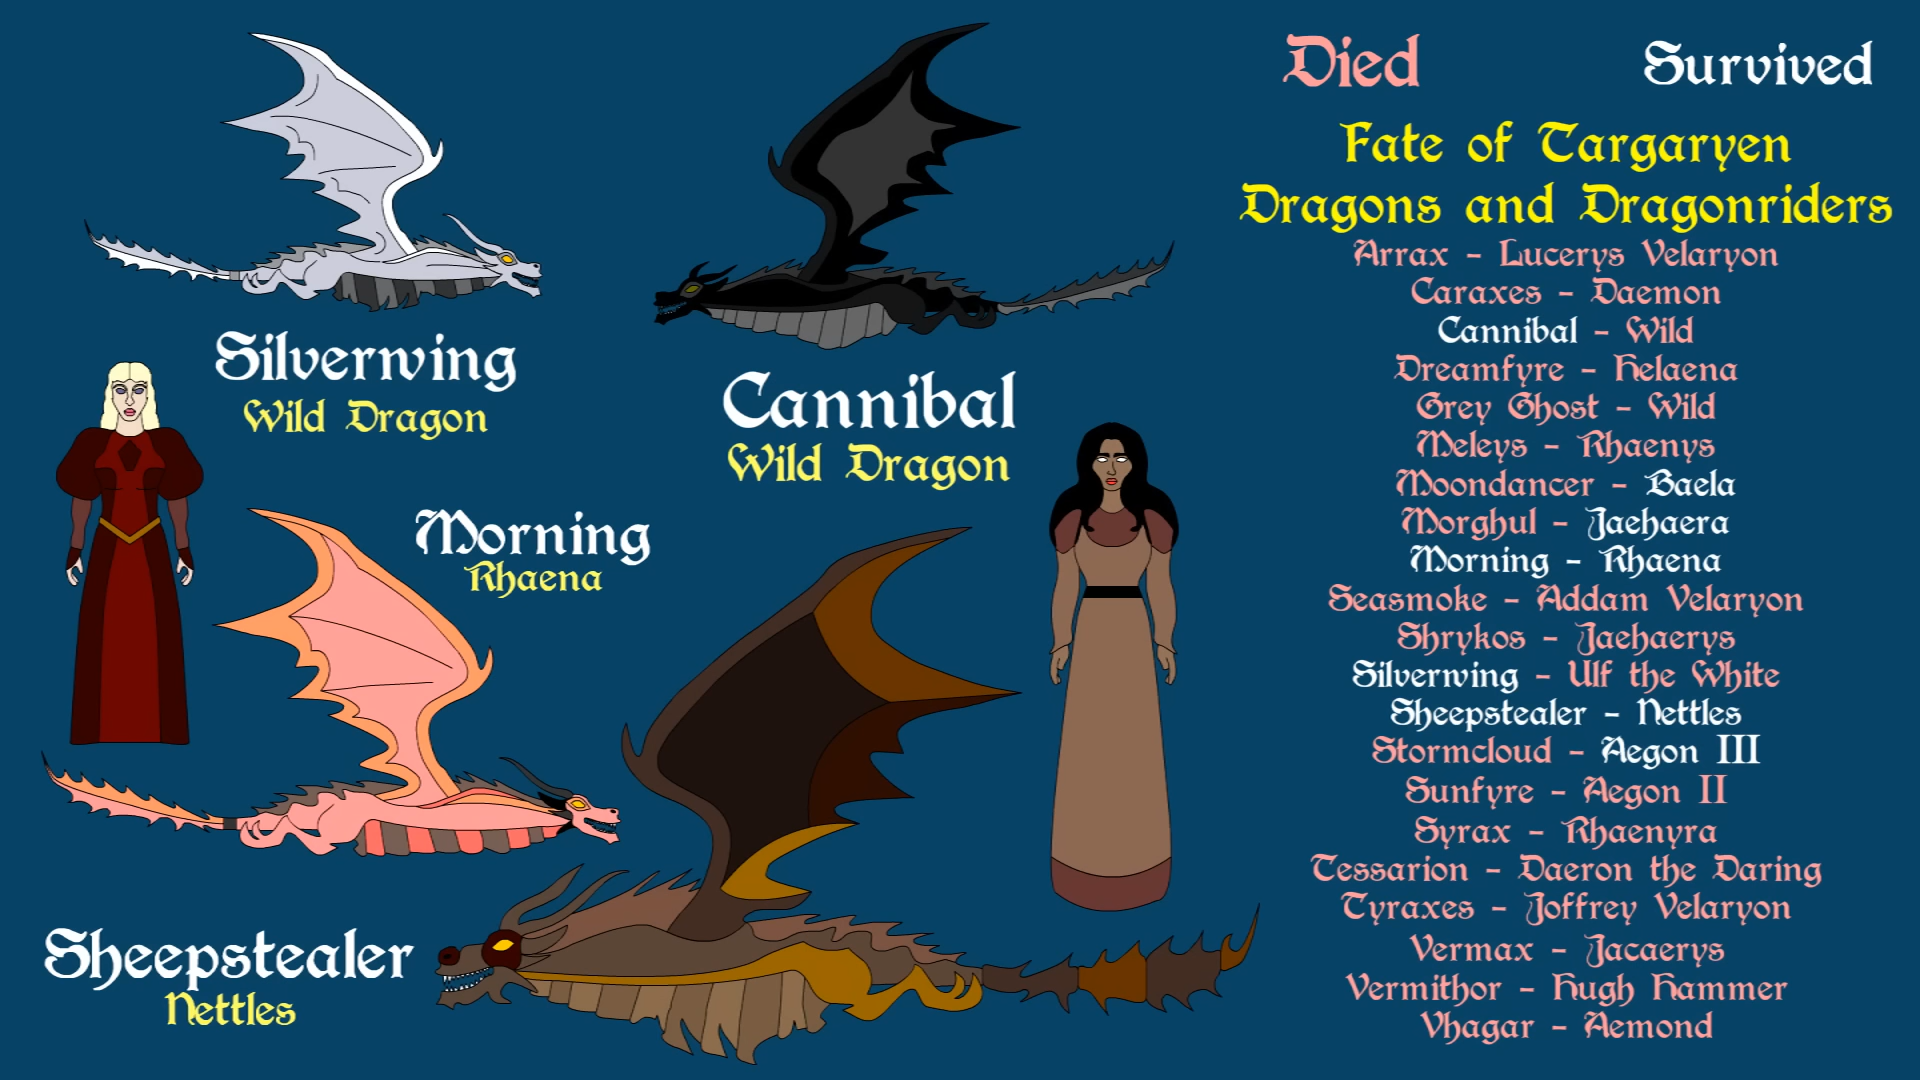 Silverwing
Wild Dragon
Cannibal
Wild Dragon
Morning
Rhaena
Sheepstealer
Nettles
Died
Survived
Fate of Targaryen
Dragons and Dragonriders
Arrax - Lucerys Velaryon
Caraxes - Daemon
Cannibal - Wild
Dreamfyre - Helaena
Grey Ghost - Wild
Meleys - Rhaenys
Moondancer - Baela
Morghul - Jaehaera
Morning - Rhaena
Seasmoke - Addam Velaryon
Shrykos - Jaehaerys
Silverwing - Ulf the White
Sheepstealer - Nettles
Stormcloud - Aegon III
Sunfyre - Aegon II
Syrax - Rhaenyra
Tessarion - Daeron the Daring
Tyraxes - Joffrey Velaryon
Vermax - Jacaerys
Vermithor - Hugh Hammer
Vhagar - Aemond